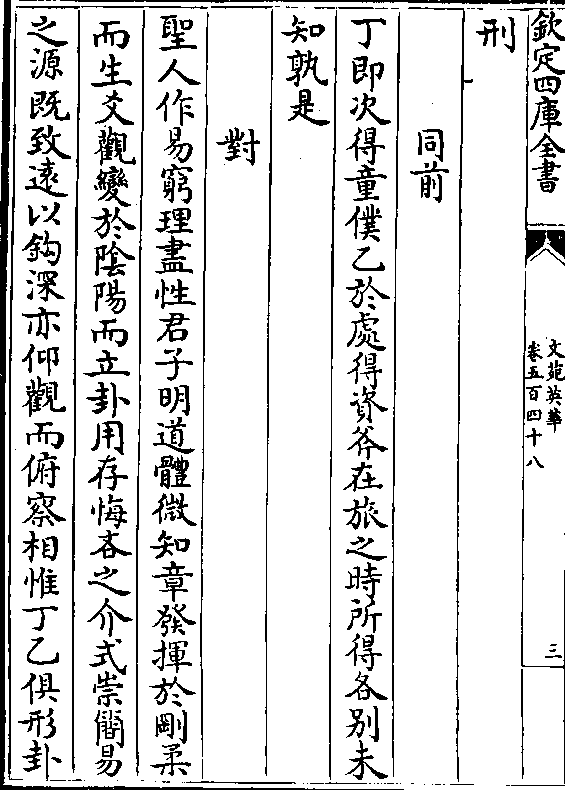 欽定四庫全書
文苑英華
卷五百四十八
三
刑
同前
丁即次得童僕乙於處得資斧在旅之時所得各別未
知孰是
對
聖人作易窮理盡性君子明道體微知章發揮於剛柔
而生爻觀變於陰陽而立卦用存悔吝之介式崇簡易
之源既致遠以鈎深亦仰觀而俯察相惟丁乙俱形卦